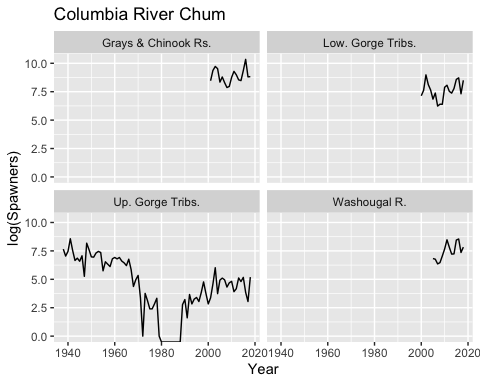 Columbia River Chum
Grays & Chinook Rs.
Low. Gorge Tribs.
10.0
7.5
5.0
2.5
0.0
Up. Gorge Tribs.
Washougal R.
10.0
7.5
5.0
2.5
0.0
log(Spawners)
1940 1960 1980 2000 2020
1940 1960 1980 2000 2020
Year